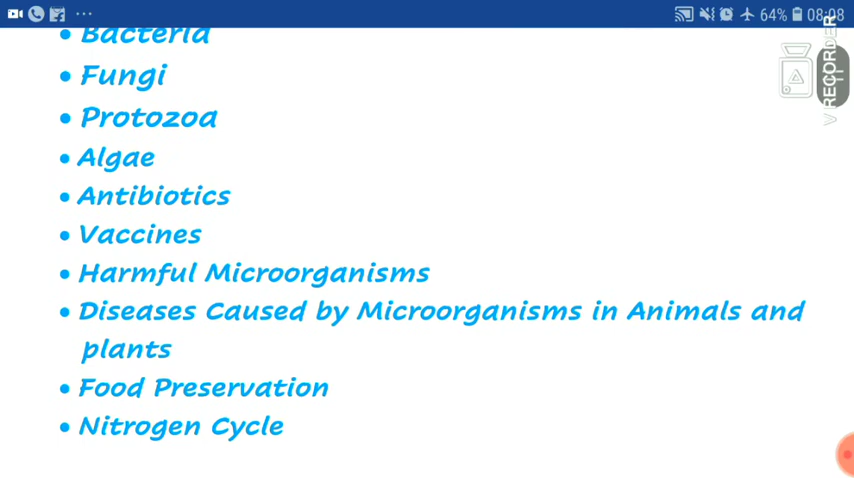 64% 08:08
• Bacteria
• Fungi
• Protozoa
• Algae
• Antibiotics
• Vaccines
• Harmful Microorganisms
• Diseases Caused by Microorganisms in Animals and
plants
• Food Preservation
• Nitrogen Cycle
V RECORDER